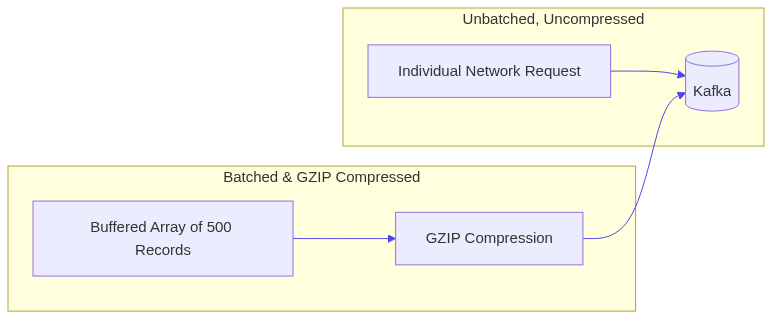 Unbatched, Uncompressed
Individual Network Request
Kafka
Batched & GZIP Compressed
Buffered Array of 500
Records
GZIP Compression